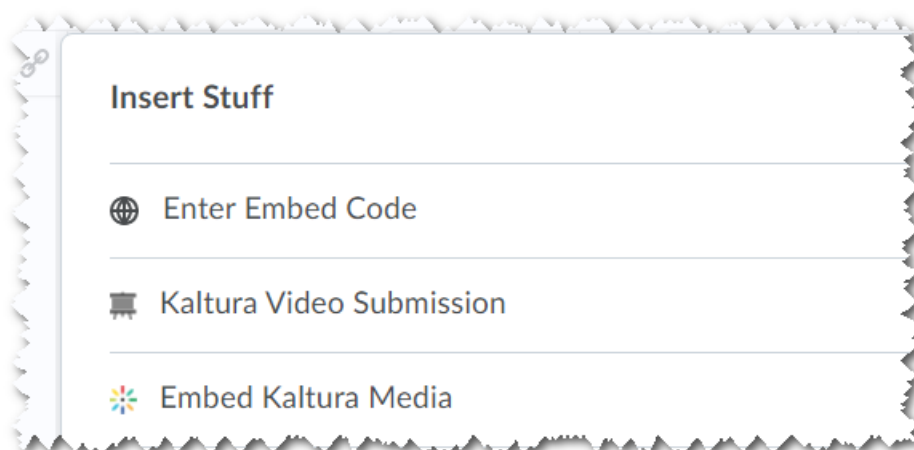 Insert Stuff
Enter Embed Code
Kaltura Video Submission
Embed Kaltura Media